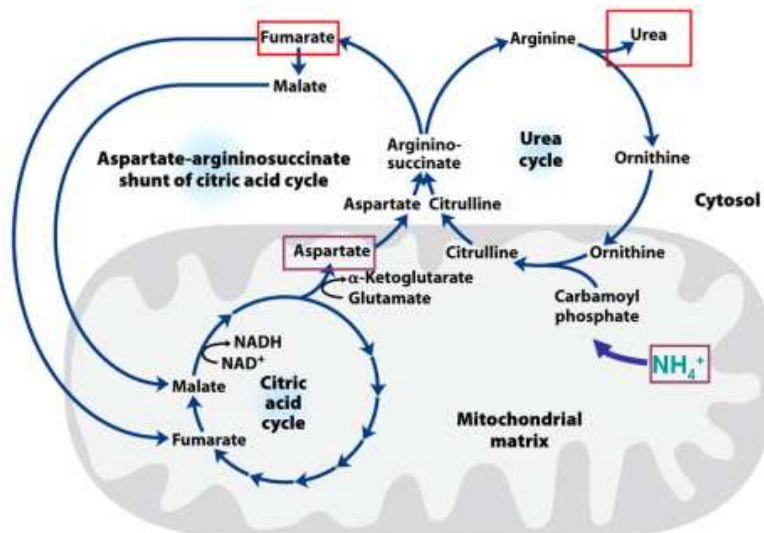 Fumarate
Arginine
Urea
Malate
Aspartate-argininosuccinate
shunt of citric acid cycle
Arginino-
succinate
Urea
cycle
Ornithine
Aspartate
Citrulline
Cytosol
Aspartate
Citrulline
Ornithine
α-Ketoglutarate
Glutamate
Carbamoyl
phosphate
NADH
NAD⁺
NH₄⁺
Malate
Citric
acid
cycle
Mitochondrial
matrix
Fumarate